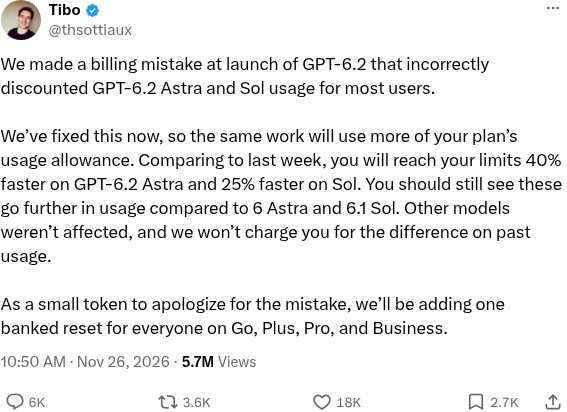 Tibo
@thsottiaux
We made a billing mistake at launch of GPT-6.2 that incorrectly
discounted GPT-6.2 Astra and Sol usage for most users.
We’ve fixed this now, so the same work will use more of your plan’s
usage allowance. Comparing to last week, you will reach your limits 40%
faster on GPT-6.2 Astra and 25% faster on Sol. You should still see these
go further in usage compared to 6 Astra and 6.1 Sol. Other models
weren’t affected, and we won’t charge you for the difference on past
usage.
As a small token to apologize for the mistake, we’ll be adding one
banked reset for everyone on Go, Plus, Pro, and Business.
10:50 AM · Nov 26, 2026 · 5.7M Views
6K 3.6K 18K 2.7K